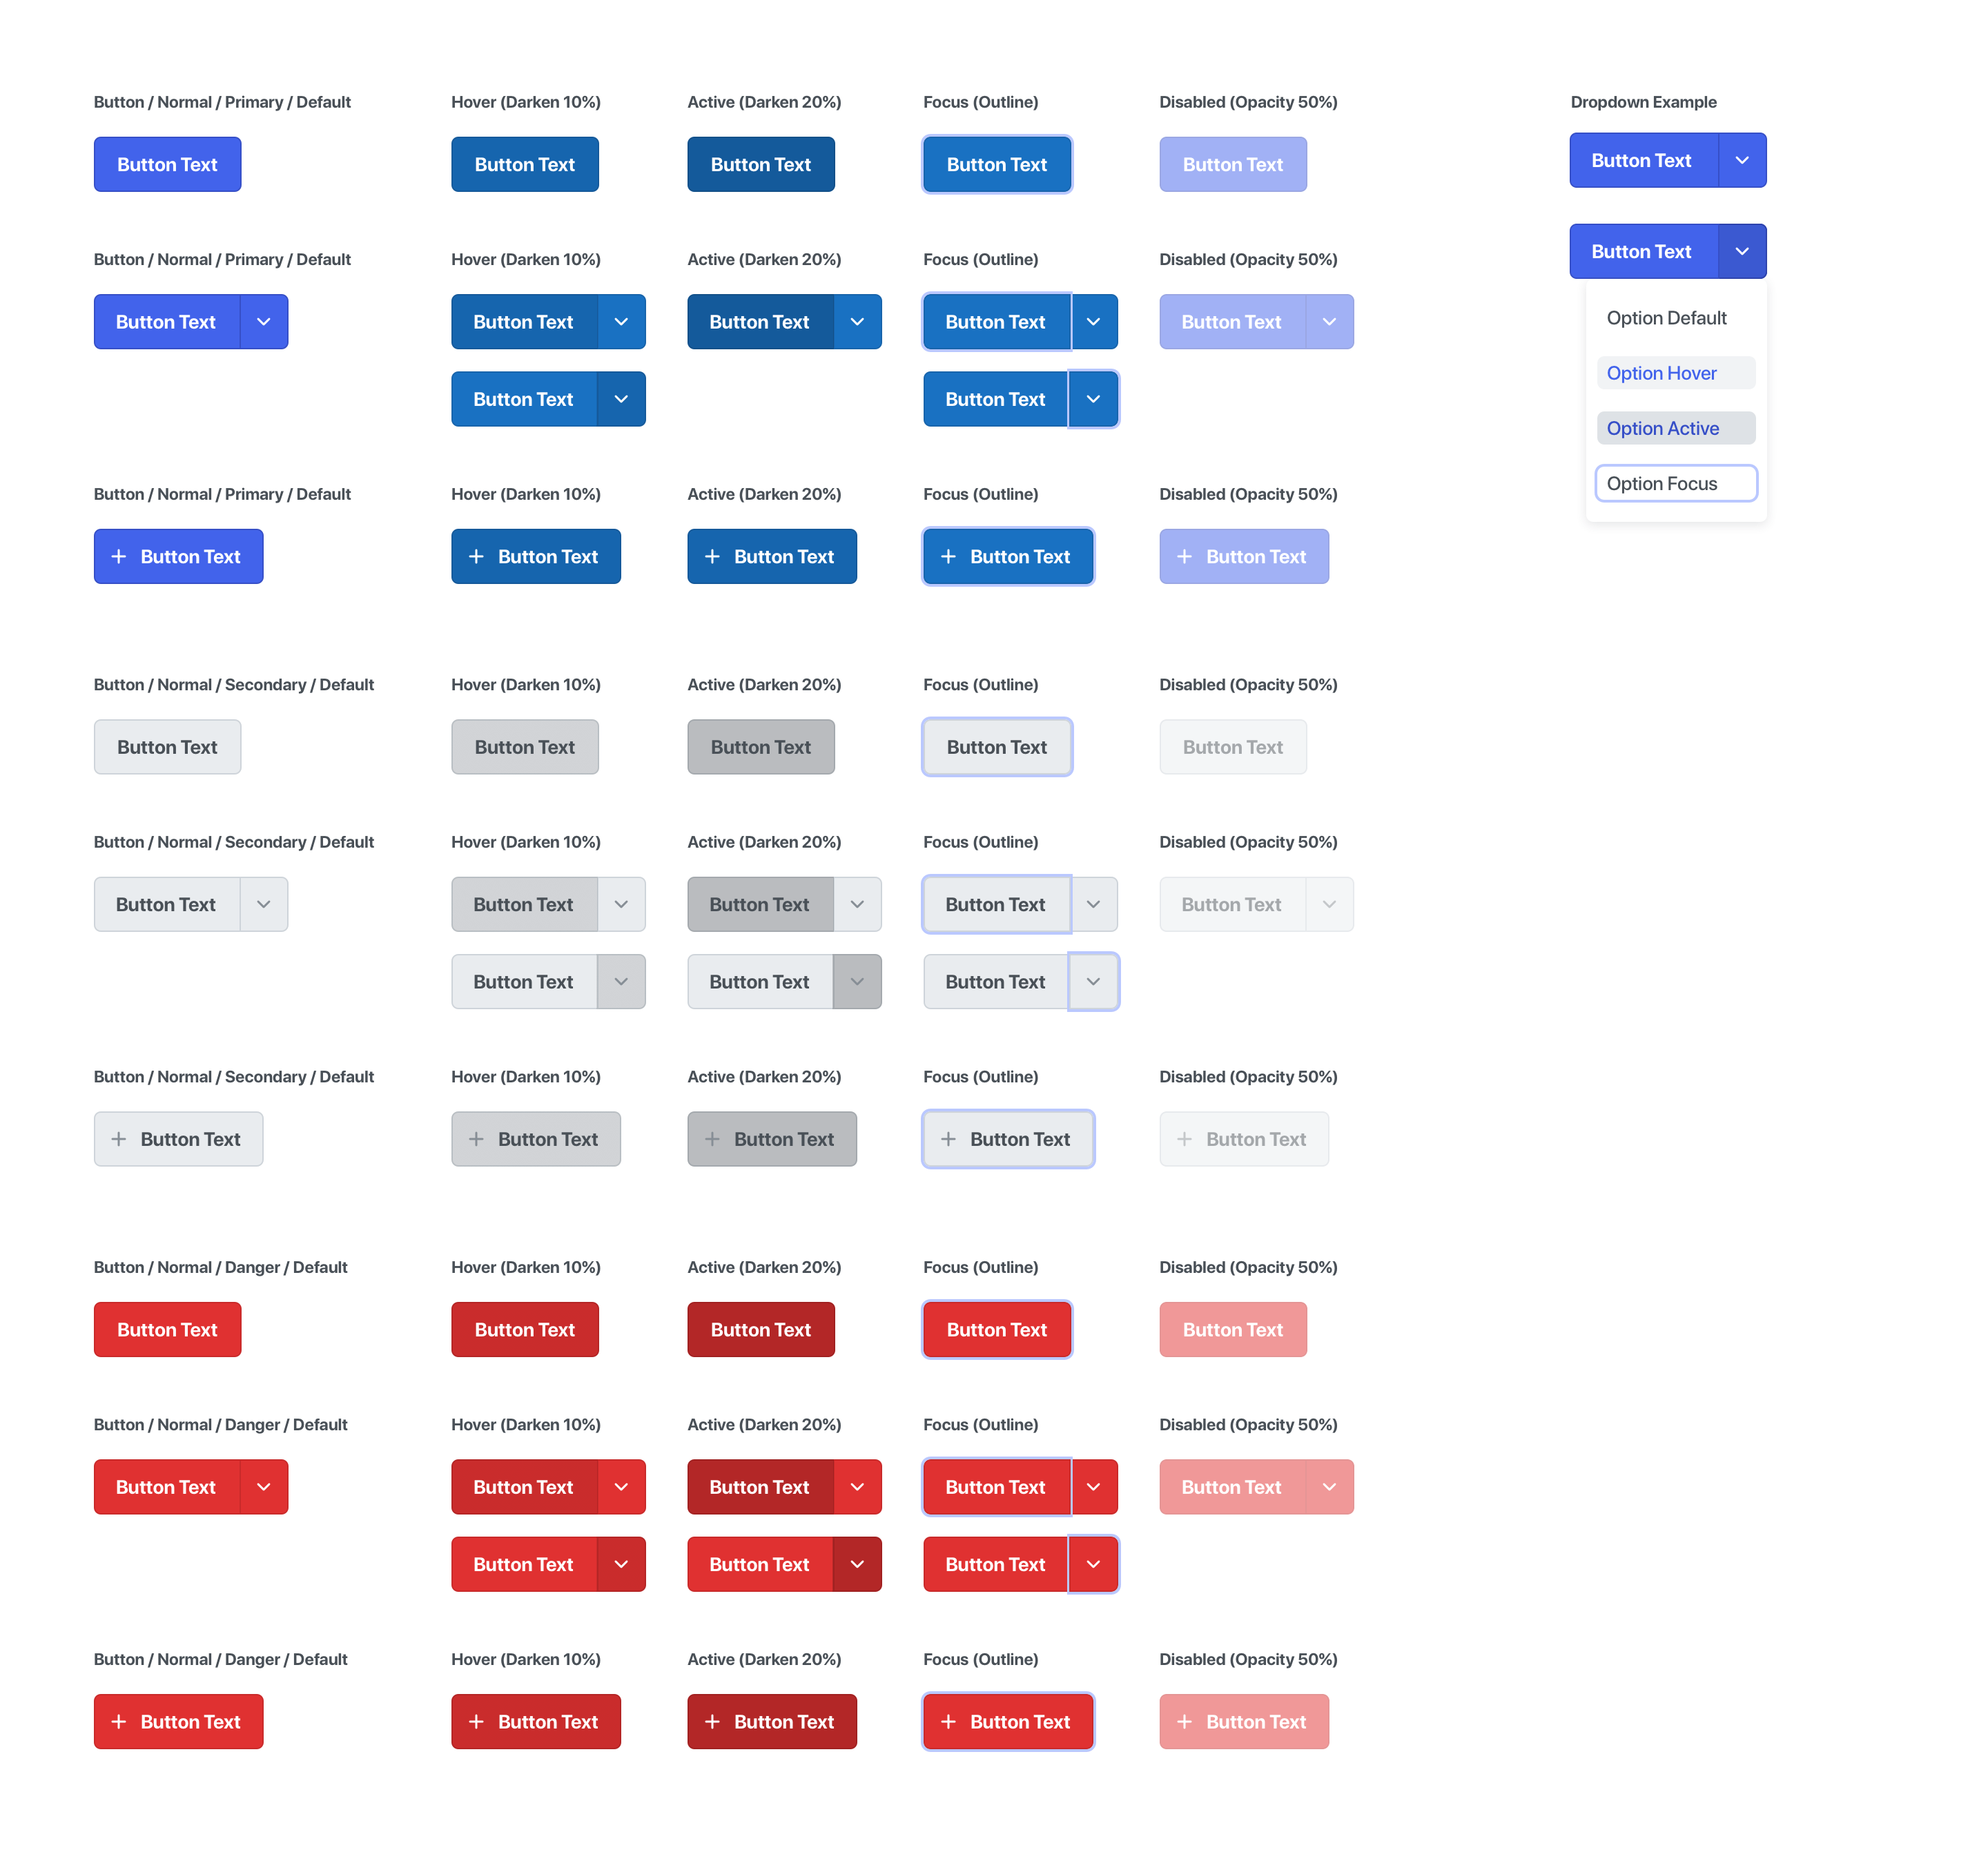 Button / Normal / Primary / Default Hover (Darken 10%) Active (Darken 20%) Focus (Outline) Disabled (Opacity 50%) Dropdown Example
Button Text Button Text Button Text Button Text Button Text Button Text
Button / Normal / Primary / Default Hover (Darken 10%) Active (Darken 20%) Focus (Outline) Disabled (Opacity 50%) Button Text
Button Text Button Text Button Text Button Text Button Text Option Default
Option Hover
Button Text Button Text
Option Active
Option Focus
Button / Normal / Primary / Default Hover (Darken 10%) Active (Darken 20%) Focus (Outline) Disabled (Opacity 50%)
+ Button Text + Button Text + Button Text + Button Text + Button Text
Button / Normal / Secondary / Default Hover (Darken 10%) Active (Darken 20%) Focus (Outline) Disabled (Opacity 50%)
Button Text Button Text Button Text Button Text Button Text
Button / Normal / Secondary / Default Hover (Darken 10%) Active (Darken 20%) Focus (Outline) Disabled (Opacity 50%)
Button Text Button Text Button Text Button Text Button Text
Button Text Button Text Button Text
Button / Normal / Secondary / Default Hover (Darken 10%) Active (Darken 20%) Focus (Outline) Disabled (Opacity 50%)
+ Button Text + Button Text + Button Text + Button Text + Button Text
Button / Normal / Danger / Default Hover (Darken 10%) Active (Darken 20%) Focus (Outline) Disabled (Opacity 50%)
Button Text Button Text Button Text Button Text Button Text
Button / Normal / Danger / Default Hover (Darken 10%) Active (Darken 20%) Focus (Outline) Disabled (Opacity 50%)
Button Text Button Text Button Text Button Text Button Text
Button Text Button Text Button Text
Button / Normal / Danger / Default Hover (Darken 10%) Active (Darken 20%) Focus (Outline) Disabled (Opacity 50%)
+ Button Text + Button Text + Button Text + Button Text + Button Text